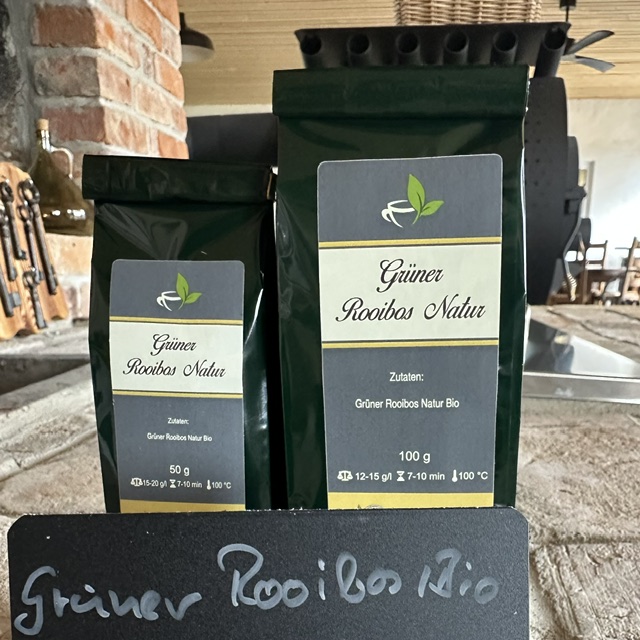 Grüner
Rooibos Natur
Zutaten:
Grüner Rooibos Natur Bio
50 g
15-20 g/l 7-10 min 100 °C
Grüner
Rooibos Natur
Zutaten:
Grüner Rooibos Natur Bio
100 g
12-15 g/l 7-10 min 100 °C
Grüner Rooibos Bio